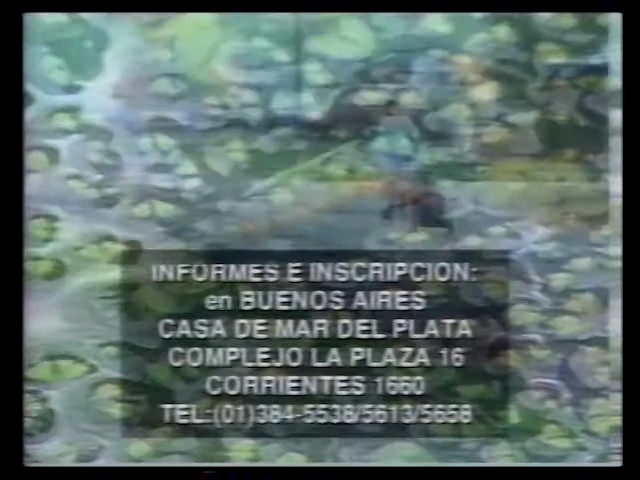 INFORMES E INSCRIPCION:
en BUENOS AIRES
CASA DE MAR DEL PLATA
COMPLEJO LA PLAZA 16
CORRIENTES 1660
TEL.:(01)384-5538/5613/5658